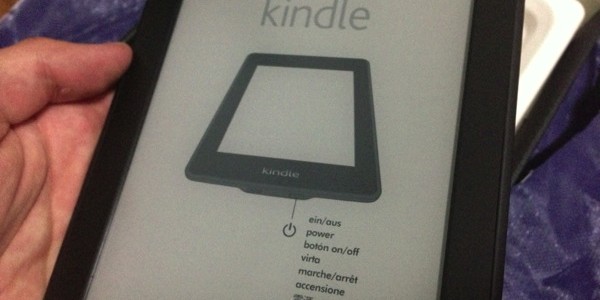 kindle
kindle
ein/aus
power
botón on/off
virta
marche/arrêt
accensione